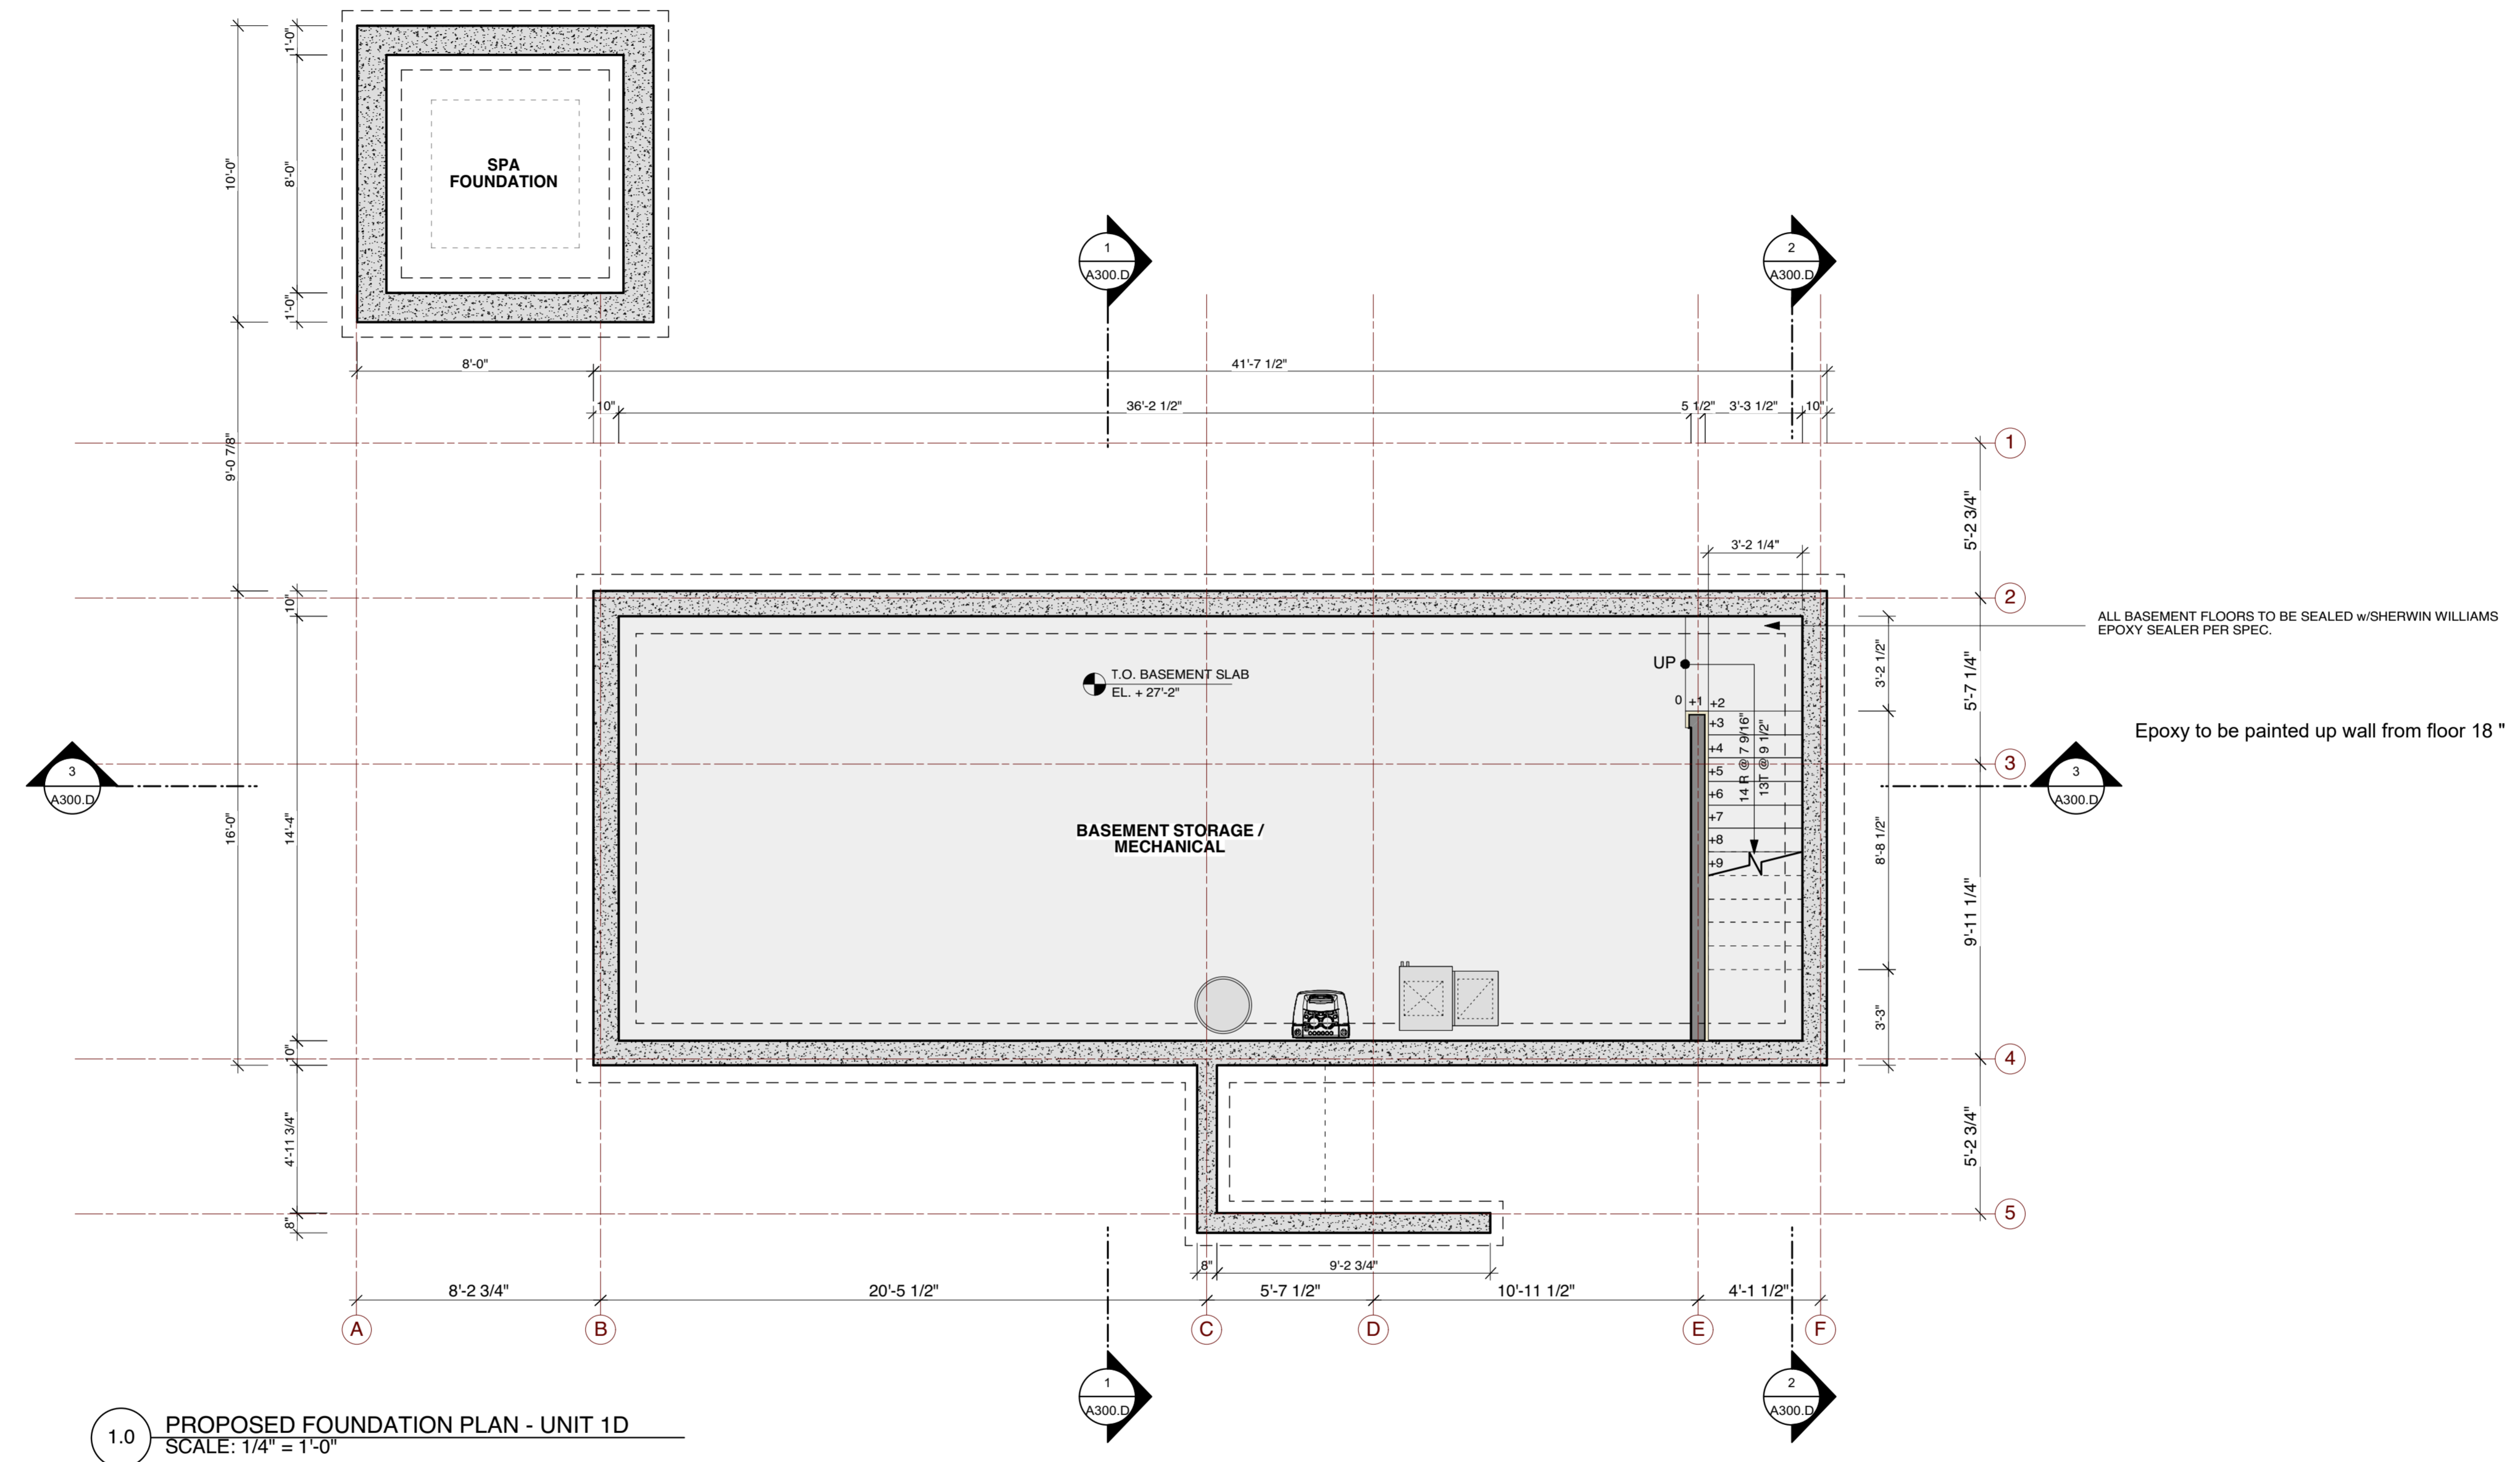 10'-0"
1'-0"
8'-0"
1'-0"
SPA
FOUNDATION
1
A300.D
2
A300.D
8'-0"
41'-7 1/2"
10"
36'-2 1/2"
5 1/2"
3'-3 1/2"
10"
9'-0 7/8"
1
5'-2 3/4"
3'-2 1/4"
2
10"
ALL BASEMENT FLOORS TO BE SEALED w/SHERWIN WILLIAMS
EPOXY SEALER PER SPEC.
3'-2 1/2"
5'-7 1/4"
UP
T.O. BASEMENT SLAB
EL. + 27'-2"
0
+1
+2
+3
+4
+5
+6
+7
+8
+9
14 R @ 7 9/16"
13T @ 9 1/2"
Epoxy to be painted up wall from floor 18 "
3
3
A300.D
3
A300.D
16'-0"
14'-4"
BASEMENT STORAGE /
MECHANICAL
8'-8 1/2"
9'-11 1/4"
3'-3"
10"
4
4'-11 3/4"
5'-2 3/4"
8"
5
8"
9'-2 3/4"
8'-2 3/4"
20'-5 1/2"
5'-7 1/2"
10'-11 1/2"
4'-1 1/2"
A
B
C
D
E
F
1
A300.D
2
A300.D
1.0
PROPOSED FOUNDATION PLAN - UNIT 1D
SCALE: 1/4" = 1'-0"